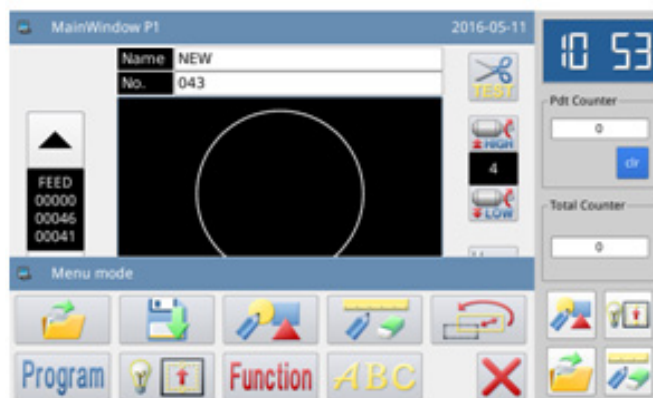 MainWindow P1
2016-05-11
Name NEW
No. 043
TEST
HIGH
4
LOW
FEED
00000
00046
00041
10 53
Pdt Counter
0
clr
Total Counter
0
Menu mode
Program
Function
ABC